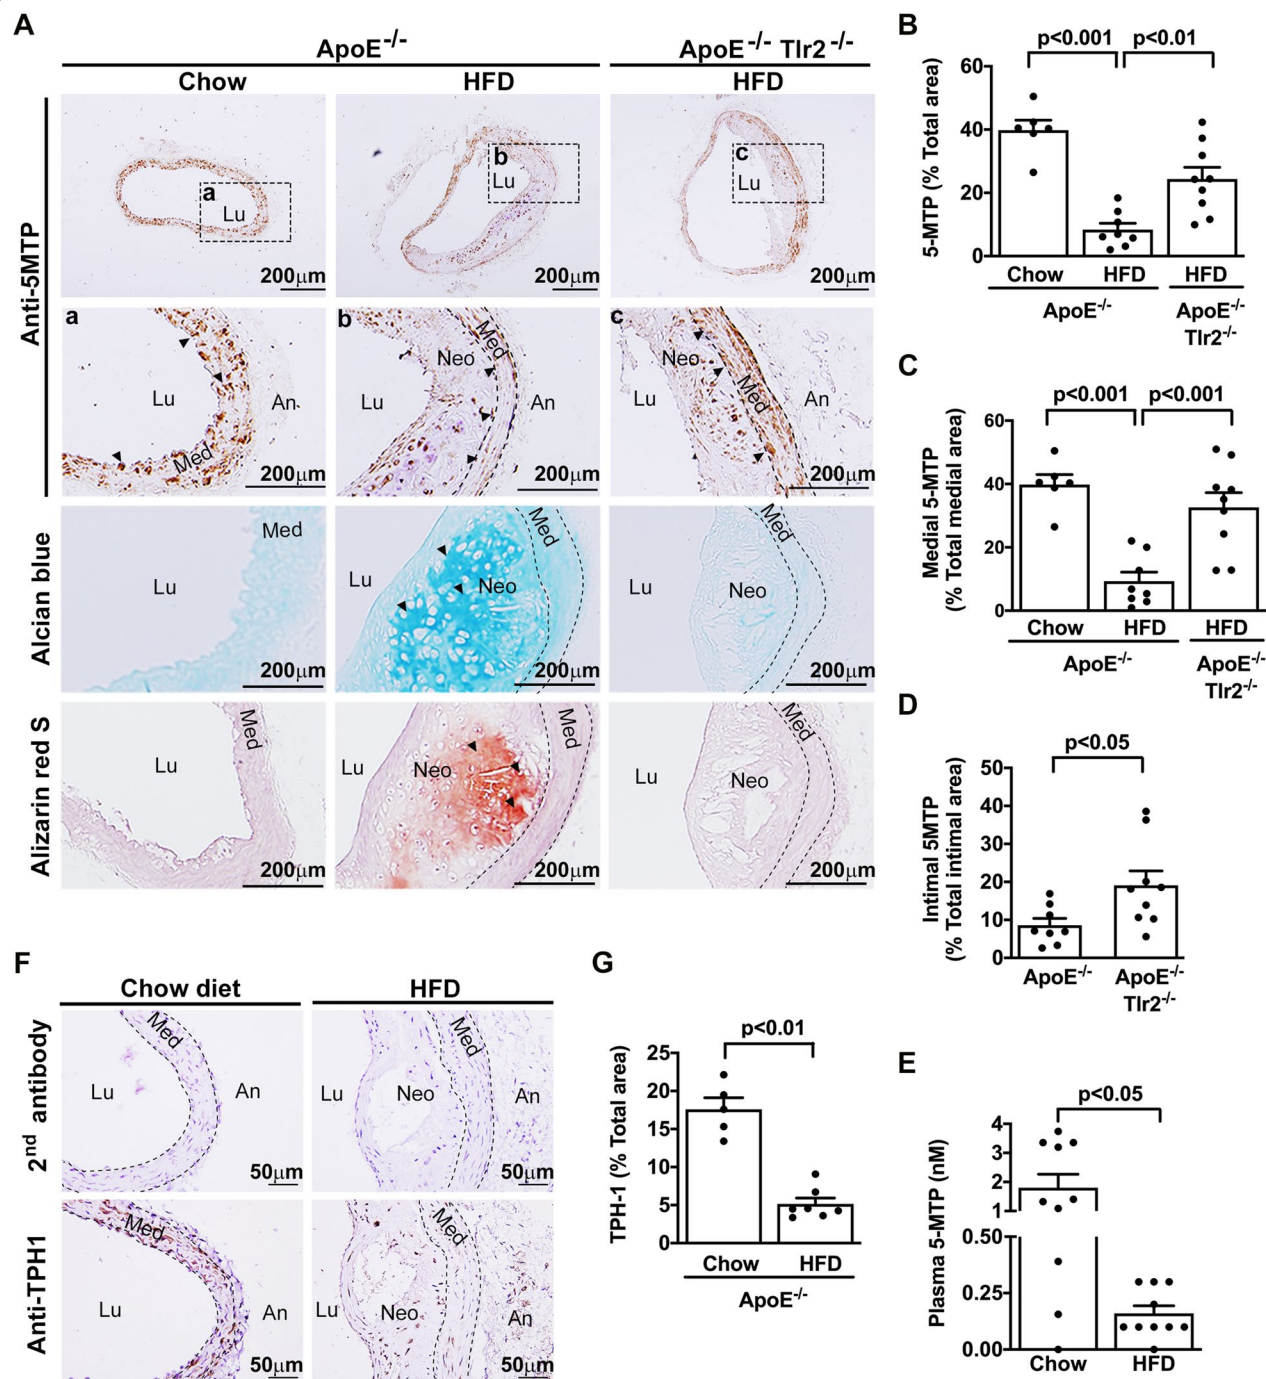 A
ApoE-/-
ApoE-/- Tlr2 -/-
Chow
HFD
HFD
Anti-5MTP
a
Lu
200μm
b
Lu
200μm
c
Lu
200μm
a
Lu
Med
An
200μm
b
Lu
Neo
Med
An
200μm
c
Lu
Neo
Med
An
200μm
Alcian blue
Lu
Med
200μm
Lu
Neo
Med
200μm
Lu
Neo
Med
200μm
Alizarin red S
Lu
Med
200μm
Lu
Neo
Med
200μm
Lu
Neo
Med
200μm
B
p<0.001
p<0.01
5-MTP (% Total area)
60
40
20
0
Chow
HFD
HFD
ApoE-/-
ApoE-/-
Tlr2-/-
C
p<0.001
p<0.001
Medial 5-MTP
(% Total medial area)
60
40
20
0
Chow
HFD
HFD
ApoE-/-
ApoE-/-
Tlr2-/-
D
p<0.05
Intimal 5MTP
(% Total intimal area)
50
40
30
20
10
0
ApoE-/-
ApoE-/-
Tlr2-/-
E
p<0.05
Plasma 5-MTP (nM)
4
3
2
1
0.50
0.25
0.00
Chow
HFD
F
Chow diet
HFD
2nd antibody
Lu
Med
An
50μm
Lu
Neo
Med
An
50μm
Anti-TPH1
Lu
Med
An
50μm
Lu
Neo
Med
An
50μm
G
p<0.01
TPH-1 (% Total area)
25
20
15
10
5
0
Chow
HFD
ApoE-/-